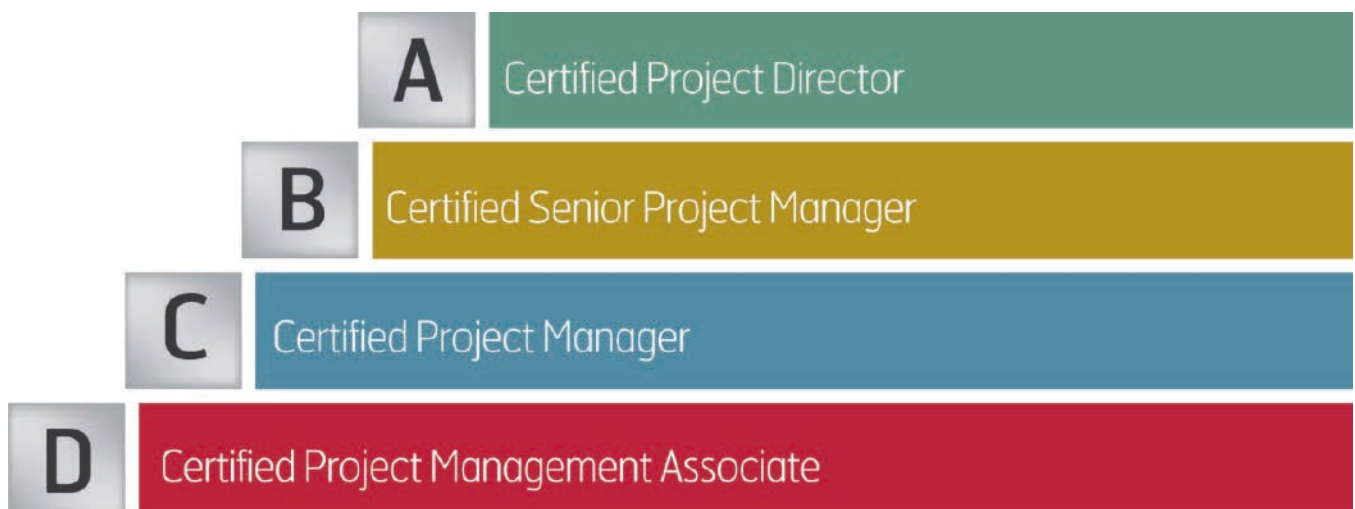 A Certified Project Director
B Certified Senior Project Manager
C Certified Project Manager
D Certified Project Management Associate